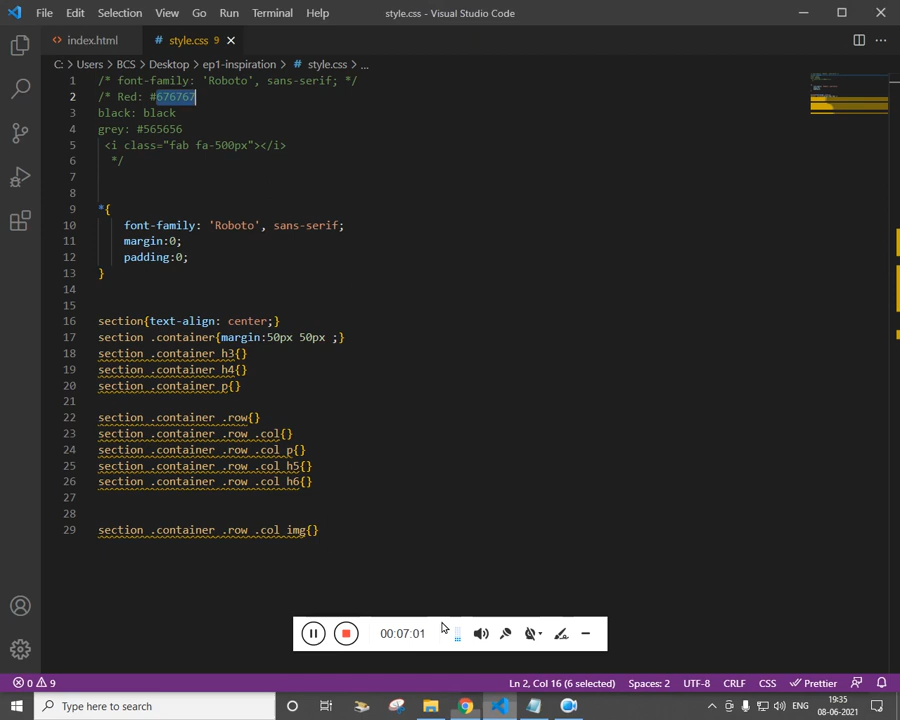 File Edit Selection View Go Run Terminal Help style.css - Visual Studio Code
<> index.html # style.css 9
C: > Users > BCS > Desktop > ep1-inspiration > # style.css > ...
1 /* font-family: 'Roboto', sans-serif; */
2 /* Red: #676767
3 black: black
4 grey: #565656
5 <i class="fab fa-500px"></i>
6 */
7
8
9 *{
10 font-family: 'Roboto', sans-serif;
11 margin:0;
12 padding:0;
13 }
14
15
16 section{text-align: center;}
17 section .container{margin:50px 50px ;}
18 section .container h3{}
19 section .container h4{}
20 section .container p{}
21
22 section .container .row{}
23 section .container .row .col{}
24 section .container .row .col p{}
25 section .container .row .col h5{}
26 section .container .row .col h6{}
27
28
29 section .container .row .col img{}
00:07:01
0 9 Ln 2, Col 16 (6 selected) Spaces: 2 UTF-8 CRLF CSS Prettier
Type here to search 19:35
08-06-2021